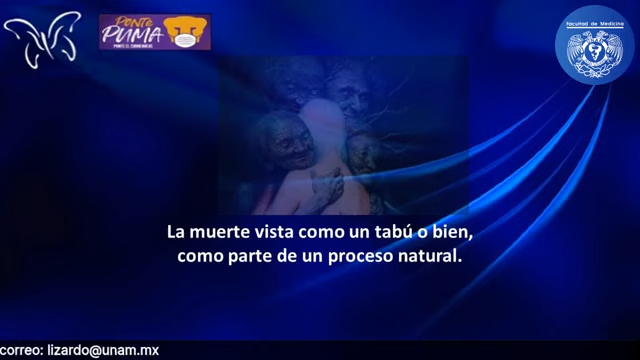 PONTE
PUMA
PONTE EL CUBREBOCAS
Facultad de Medicina
La muerte vista como un tabú o bien,
como parte de un proceso natural.
correo: lizardo@unam.mx